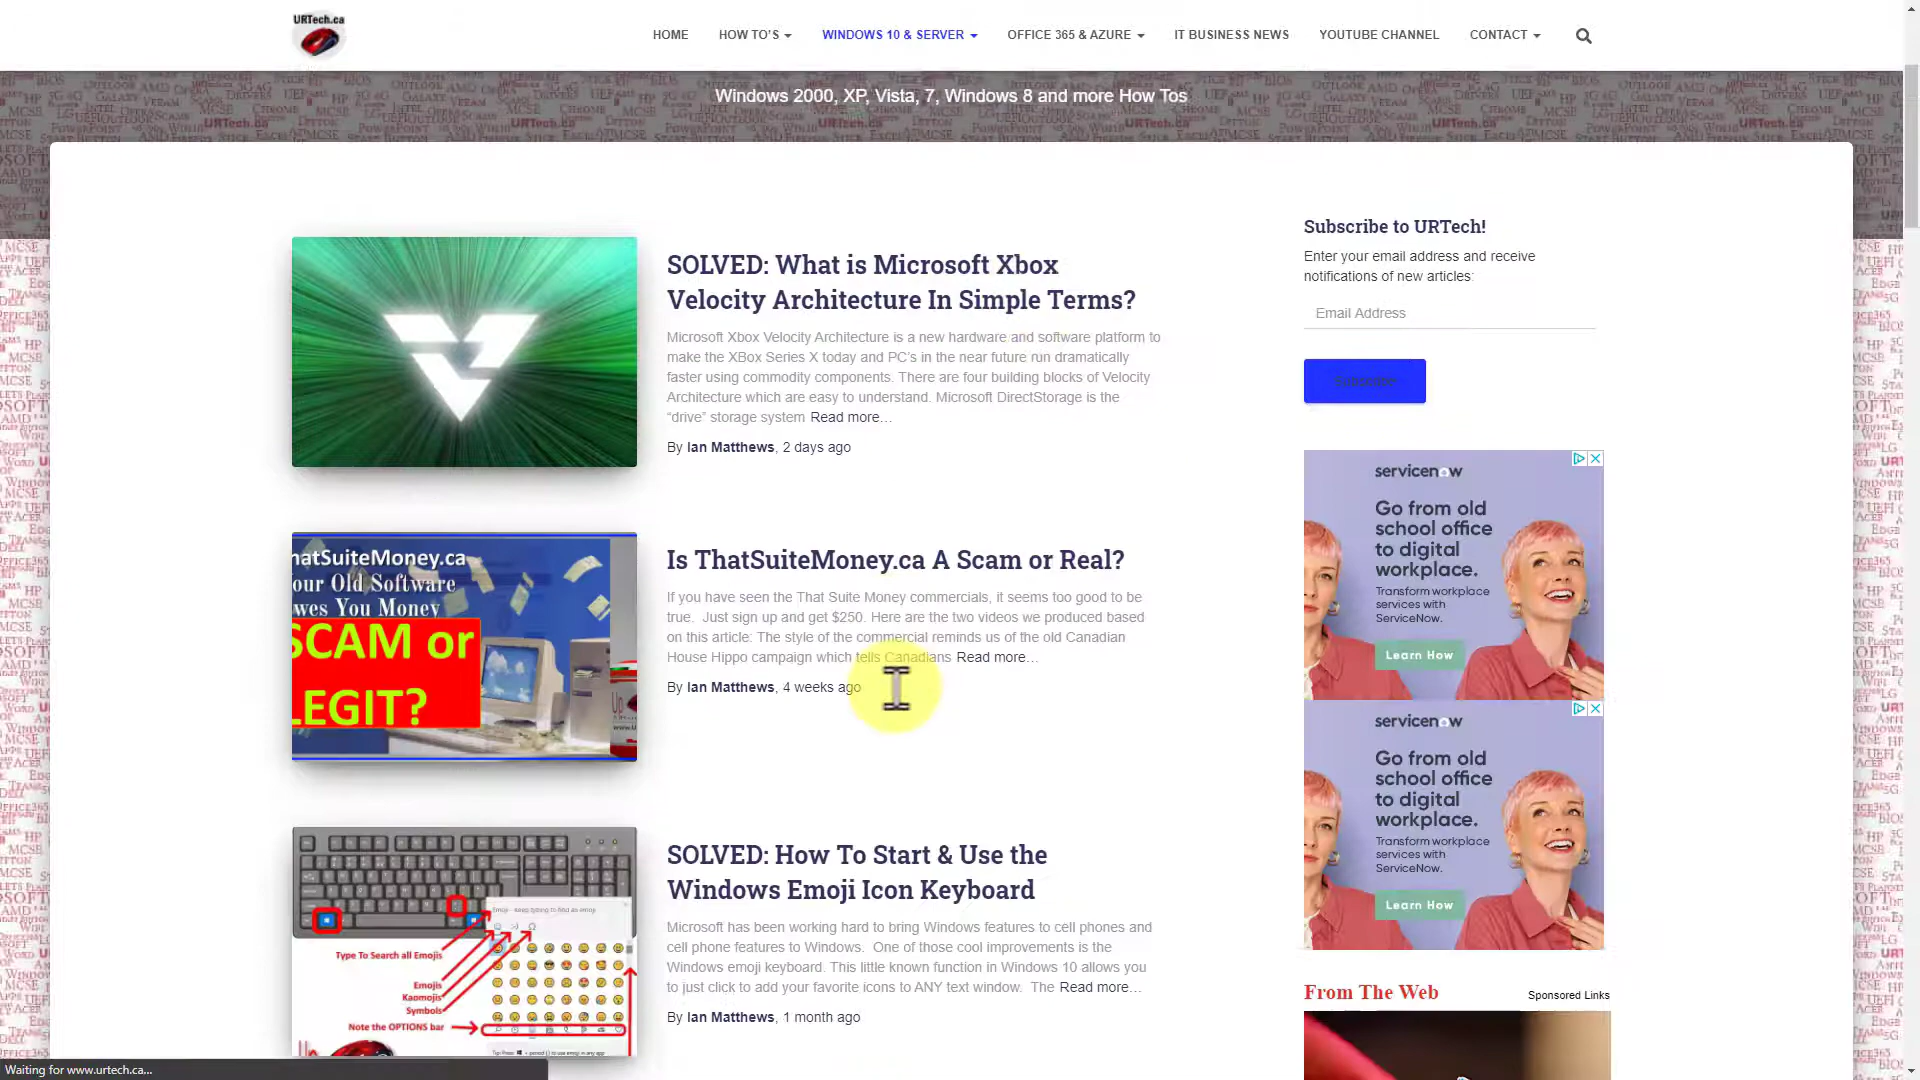 URTech.ca
HOME HOW TO'S WINDOWS 10 & SERVER OFFICE 365 & AZURE IT BUSINESS NEWS YOUTUBE CHANNEL CONTACT
Windows 2000, XP, Vista, 7, Windows 8 and more How Tos
SOLVED: What is Microsoft Xbox
Velocity Architecture In Simple Terms?
Microsoft Xbox Velocity Architecture is a new hardware and software platform to
make the XBox Series X today and PC's in the near future run dramatically
faster using commodity components. There are four building blocks of Velocity
Architecture which are easy to understand. Microsoft DirectStorage is the
“drive” storage system Read more…
By Ian Matthews, 2 days ago
hatSuiteMoney.ca
our Old Software
wes You Money
SCAM or
LEGIT?
Is ThatSuiteMoney.ca A Scam or Real?
If you have seen the That Suite Money commercials, it seems too good to be
true. Just sign up and get $250. Here are the two videos we produced based
on this article: The style of the commercial reminds us of the old Canadian
House Hippo campaign which tells Canadians Read more…
By Ian Matthews, 4 weeks ago
Type To Search all Emojis
Emojis
Kaomojis
Symbols
Note the OPTIONS bar
SOLVED: How To Start & Use the
Windows Emoji Icon Keyboard
Microsoft has been working hard to bring Windows features to cell phones and
cell phone features to Windows. One of those cool improvements is the
Windows emoji keyboard. This little known function in Windows 10 allows you
to just click to add your favorite icons to ANY text window. The Read more…
By Ian Matthews, 1 month ago
Subscribe to URTech!
Enter your email address and receive
notifications of new articles:
Email Address
Subscribe
servicenow
Go from old
school office
to digital
workplace.
Transform workplace
services with
ServiceNow.
Learn How
servicenow
Go from old
school office
to digital
workplace.
Transform workplace
services with
ServiceNow.
Learn How
From The Web Sponsored Links
Waiting for www.urtech.ca...